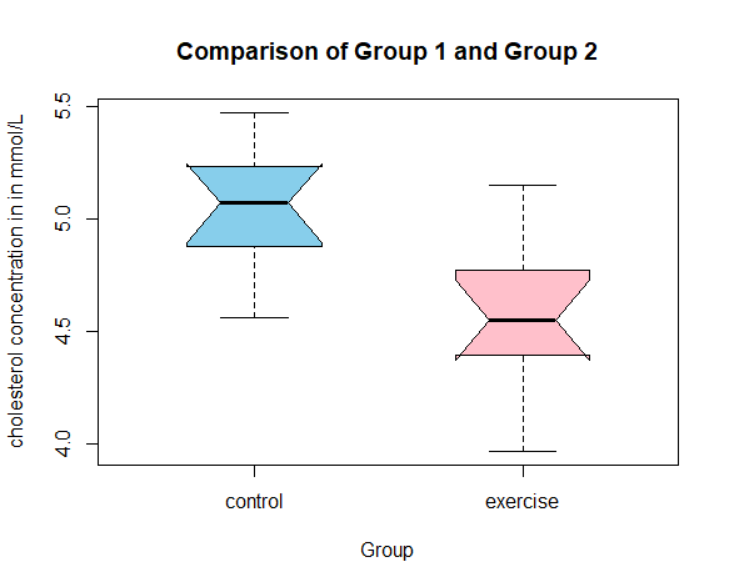 Comparison of Group 1 and Group 2
cholesterol concentration in in mmol/L
5.5
5.0
4.5
4.0
control exercise
Group